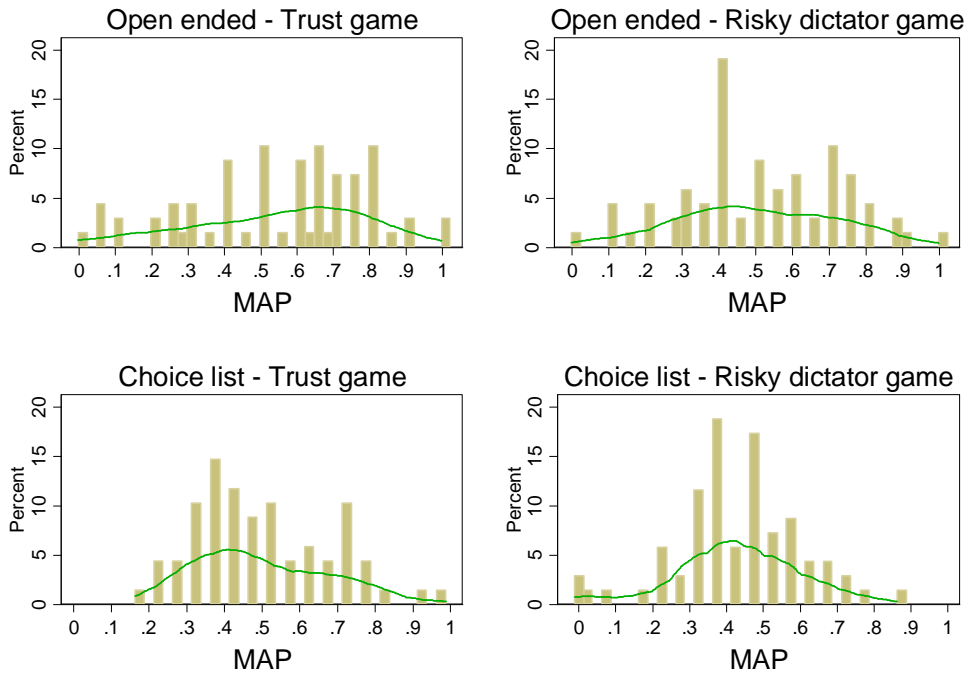 Open ended - Trust game
Percent
20
15
10
5
0
0 .1 .2 .3 .4 .5 .6 .7 .8 .9 1
MAP
Open ended - Risky dictator game
Percent
20
15
10
5
0
0 .1 .2 .3 .4 .5 .6 .7 .8 .9 1
MAP
Choice list - Trust game
Percent
20
15
10
5
0
0 .1 .2 .3 .4 .5 .6 .7 .8 .9 1
MAP
Choice list - Risky dictator game
Percent
20
15
10
5
0
0 .1 .2 .3 .4 .5 .6 .7 .8 .9 1
MAP